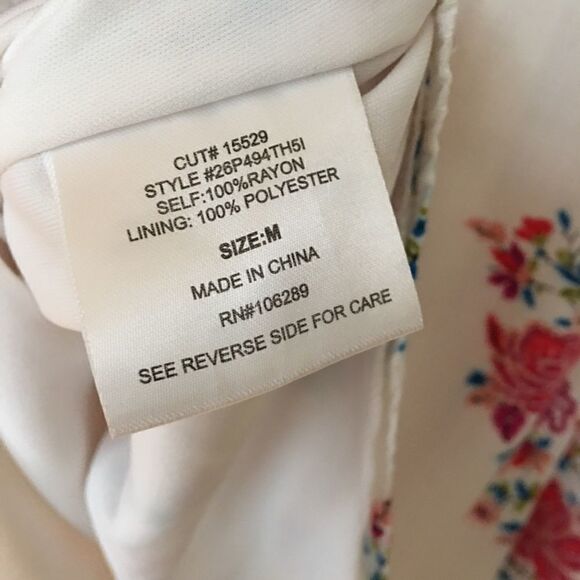 CUT# 15529
STYLE #26P494TH5I
SELF:100%RAYON
LINING: 100% POLYESTER
SIZE:M
MADE IN CHINA
RN#106289
SEE REVERSE SIDE FOR CARE